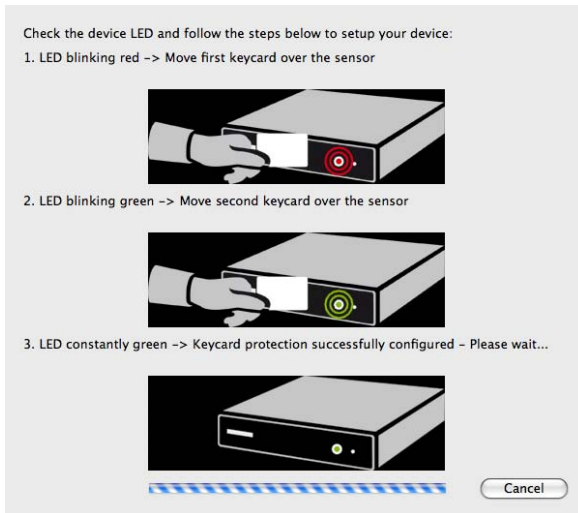 Check the device LED and follow the steps below to setup your device:
1. LED blinking red -> Move first keycard over the sensor
2. LED blinking green -> Move second keycard over the sensor
3. LED constantly green -> Keycard protection successfully configured - Please wait...
Cancel